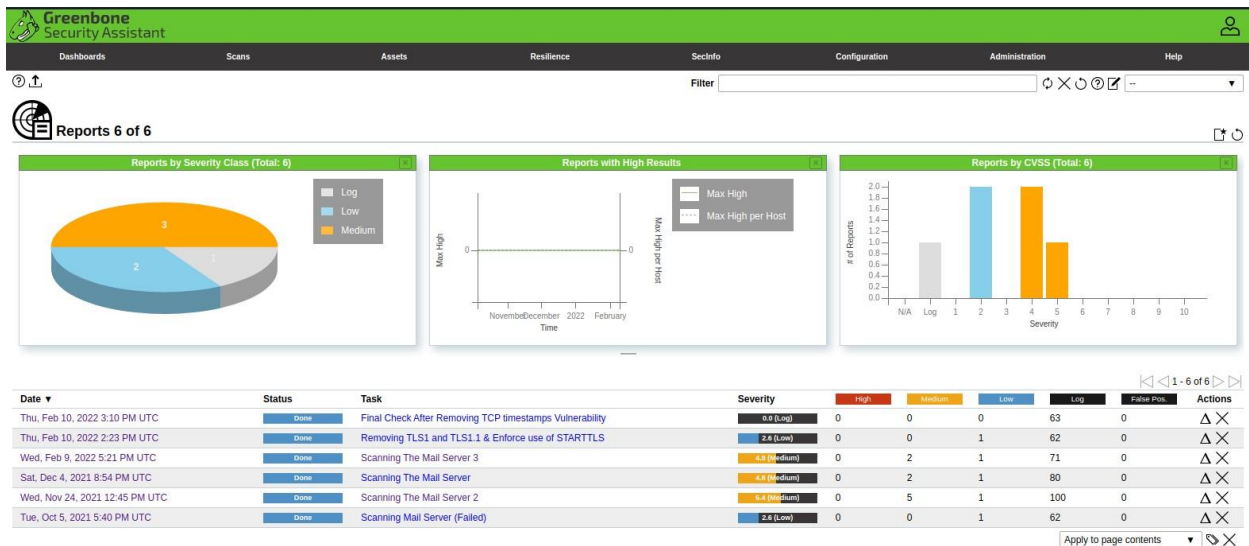 Greenbone
Security Assistant
Dashboards Scans Assets Resilience SecInfo Configuration Administration Help
Filter --
Reports 6 of 6
Reports by Severity Class (Total: 6)
3
2
1
Log
Low
Medium
Reports with High Results
Max High
0
0
Max High per Host
November December 2022 February
Time
Max High
Max High per Host
Reports by CVSS (Total: 6)
# of Reports
2.0
1.8
1.6
1.4
1.2
1.0
0.8
0.6
0.4
0.2
0.0
N/A Log 1 2 3 4 5 6 7 8 9 10
Severity
1 - 6 of 6
Date ▼ Status Task Severity High Medium Low Log False Pos. Actions
Thu, Feb 10, 2022 3:10 PM UTC Done Final Check After Removing TCP timestamps Vulnerability 0.0 (Log) 0 0 0 63 0
Thu, Feb 10, 2022 2:23 PM UTC Done Removing TLS1 and TLS1.1 & Enforce use of STARTTLS 2.6 (Low) 0 0 1 62 0
Wed, Feb 9, 2022 5:21 PM UTC Done Scanning The Mail Server 3 4.8 (Medium) 0 2 1 71 0
Sat, Dec 4, 2021 8:54 PM UTC Done Scanning The Mail Server 4.8 (Medium) 0 2 1 80 0
Wed, Nov 24, 2021 12:45 PM UTC Done Scanning The Mail Server 2 5.4 (Medium) 0 5 1 100 0
Tue, Oct 5, 2021 5:40 PM UTC Done Scanning Mail Server (Failed) 2.6 (Low) 0 0 1 62 0
Apply to page contents ▼